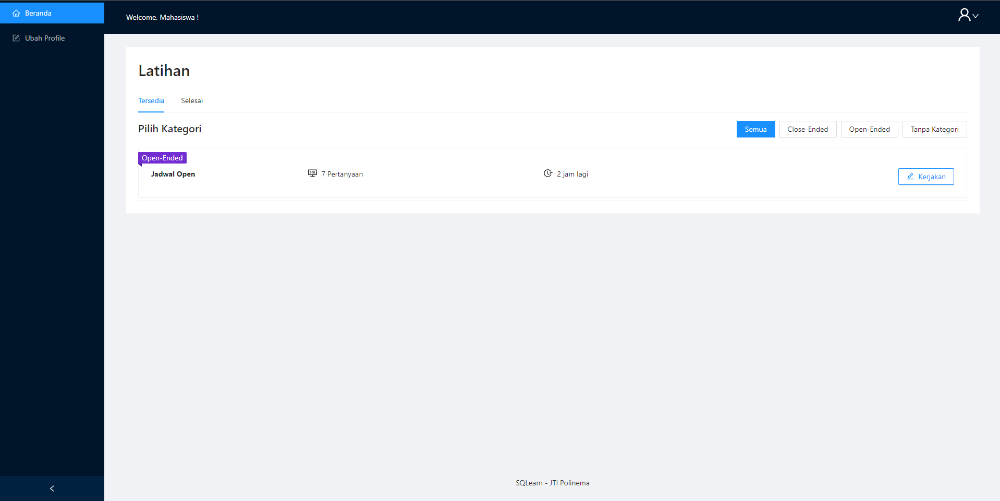 Beranda
Ubah Profile
Welcome, Mahasiswa !
Latihan
Tersedia Selesai
Pilih Kategori
Semua Close-Ended Open-Ended Tanpa Kategori
Open-Ended
Jadwal Open SQL 7 Pertanyaan 2 jam lagi Kerjakan
SQLearn - JTI Polinema